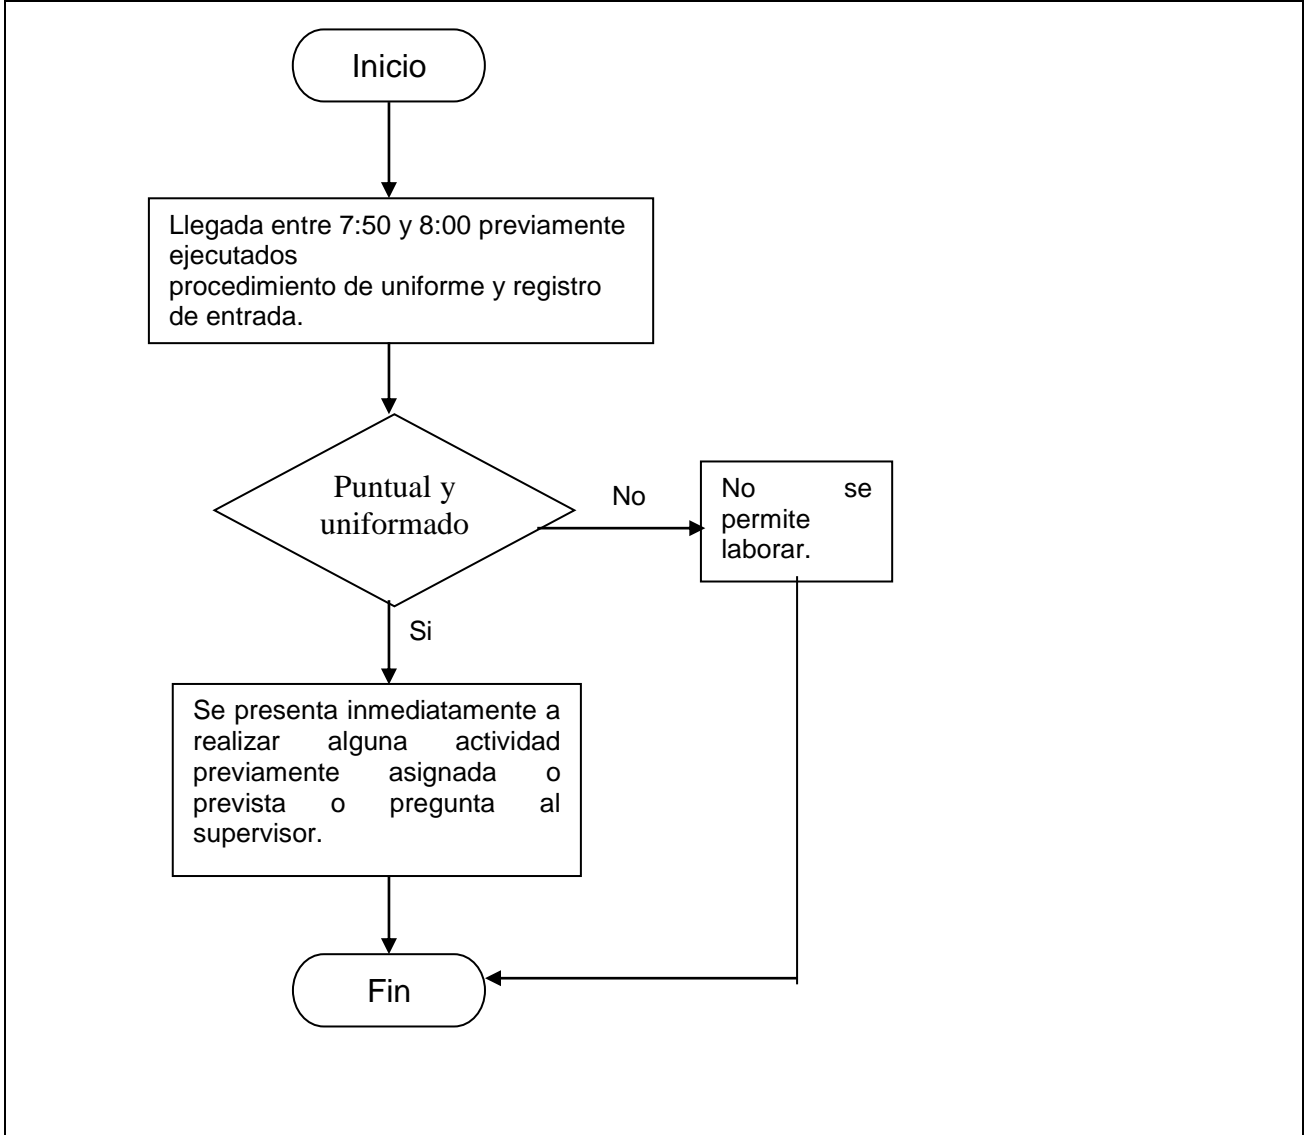 Inicio
Llegada entre 7:50 y 8:00 previamente
ejecutados
procedimiento de uniforme y registro
de entrada.
Puntual y
uniformado
No
No se
permite
laborar.
Si
Se presenta inmediatamente a
realizar alguna actividad
previamente asignada o
prevista o pregunta al
supervisor.
Fin